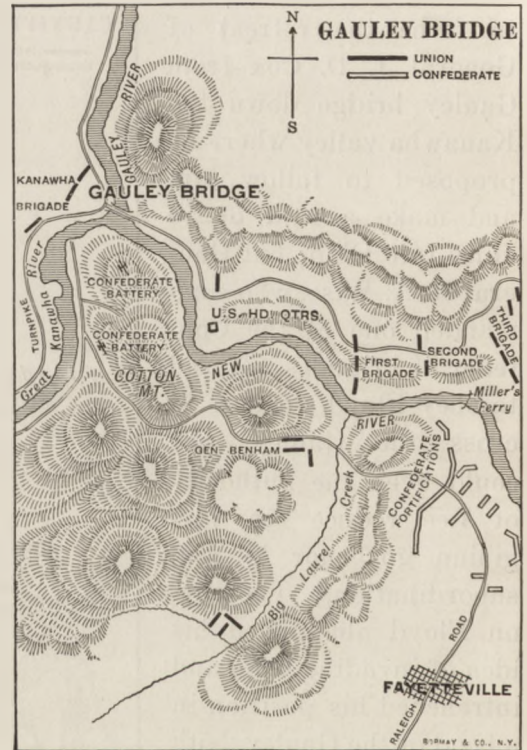 N
S
GAULEY BRIDGE
UNION
CONFEDERATE
GAULEY RIVER
KANAWHA
BRIGADE
GAULEY BRIDGE
TURNPIKE
Great Kanawa River
CONFEDERATE
BATTERY
CONFEDERATE
BATTERY
COTTON
MT.
U.S. HD. QTRS.
NEW RIVER
FIRST
BRIGADE
SECOND
BRIGADE
THIRD
BRIGADE
Miller's
Ferry
GEN. BENHAM
Big Laurel Creek
CONFEDERATE
FORTIFICATIONS
RALEIGH ROAD
FAYETTEVILLE
BORMAY & CO., N.Y.